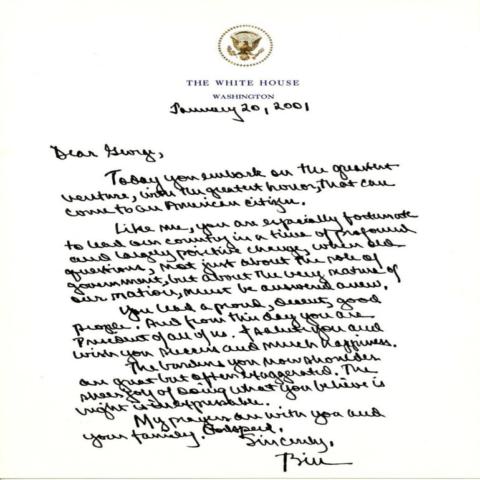 THE WHITE HOUSE
WASHINGTON
January 20, 2001
Dear George,
Today you embark on the greatest
venture, with the greatest honor, that can
come to an American citizen.
Like me, you are especially fortunate
to lead our country in a time of profound
and largely positive change, when old
questions, not just about the role of
government, but about the very nature of
our nation, must be answered anew.
You lead a proud, decent, good
people. And from this day you are
President of all of us. I salute you and
wish you success and much happiness.
The burdens you now shoulder
are great but often exaggerated. The
sheer joy of doing what you believe is
right is inexpressible.
My prayers are with you and
your family. Godspeed.
Sincerely,
Bill